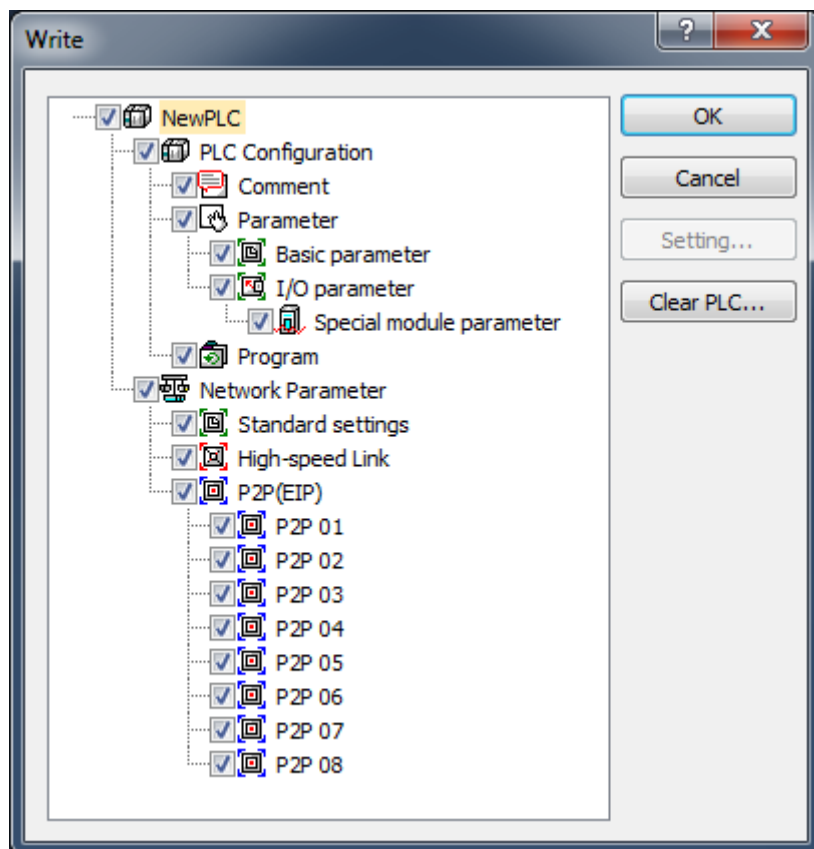 Write
NewPLC
PLC Configuration
Comment
Parameter
Basic parameter
I/O parameter
Special module parameter
Program
Network Parameter
Standard settings
High-speed Link
P2P(EIP)
P2P 01
P2P 02
P2P 03
P2P 04
P2P 05
P2P 06
P2P 07
P2P 08
OK
Cancel
Setting...
Clear PLC...